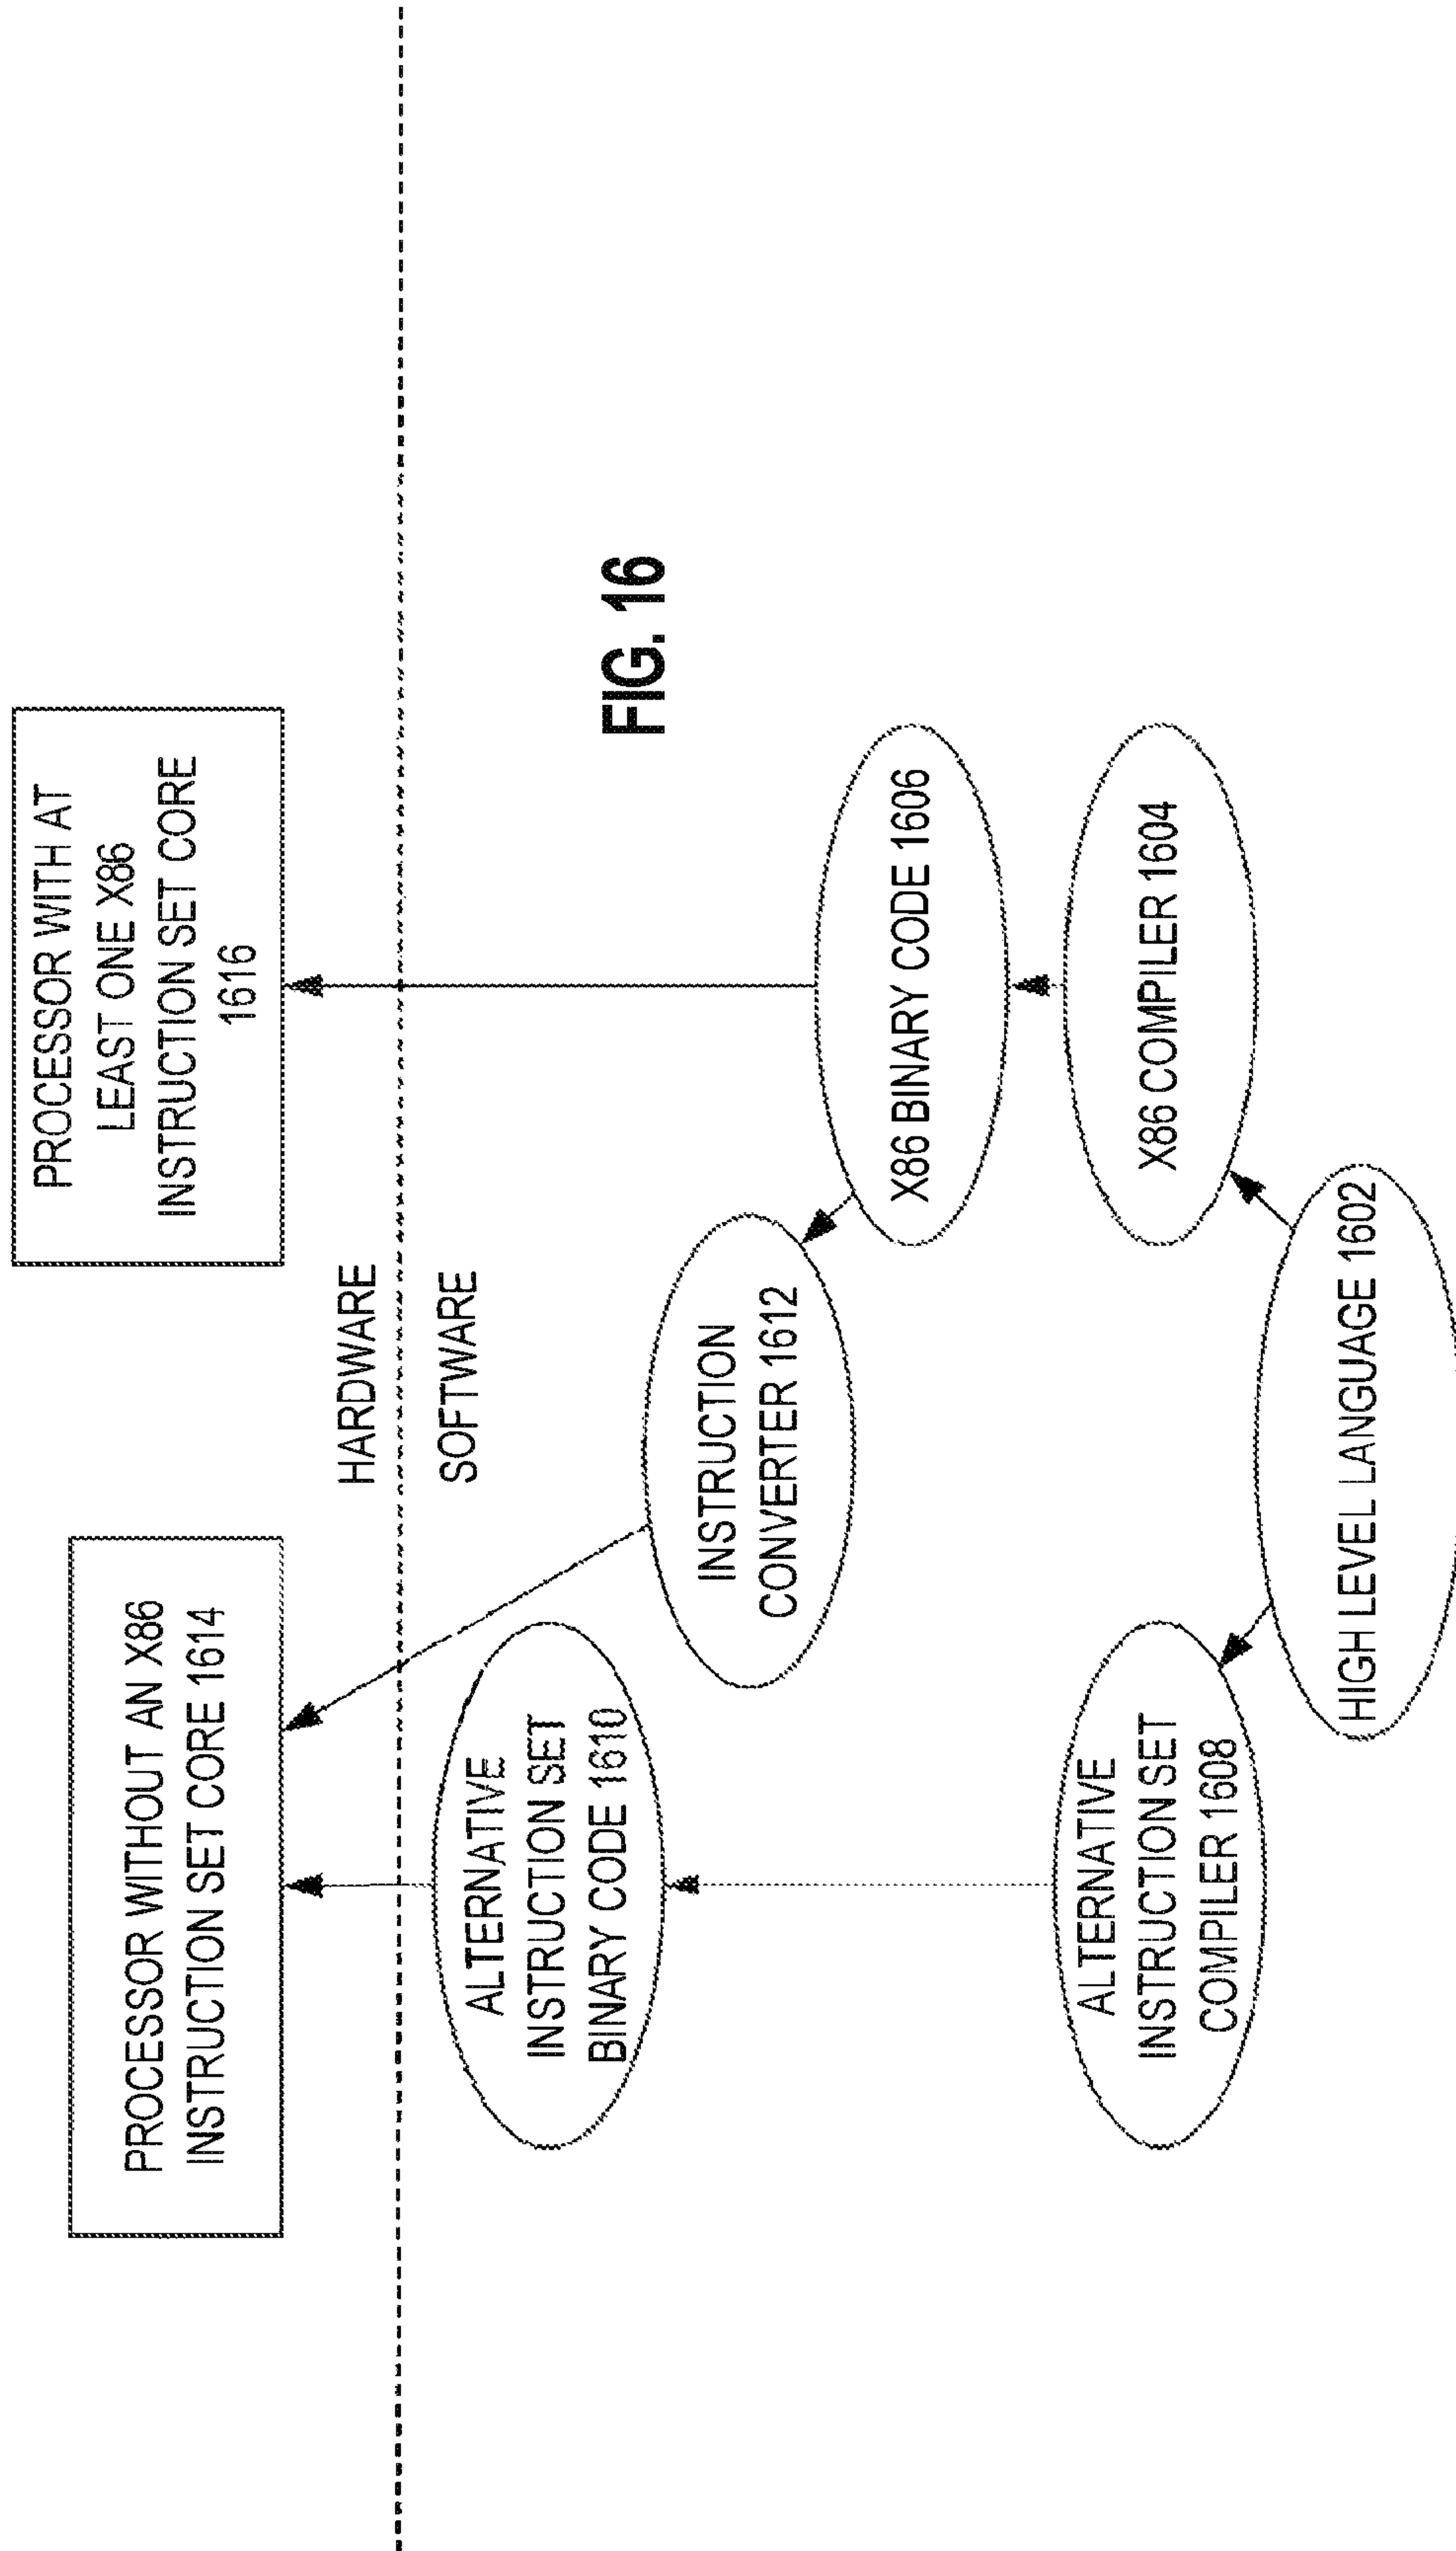 PROCESSOR WITHOUT AN X86
INSTRUCTION SET CORE 1614
PROCESSOR WITH AT
LEAST ONE X86
INSTRUCTION SET CORE
1616
HARDWARE
SOFTWARE
ALTERNATIVE
INSTRUCTION SET
BINARY CODE 1610
INSTRUCTION
CONVERTER 1612
FIG. 16
X86 BINARY CODE 1606
ALTERNATIVE
INSTRUCTION SET
COMPILER 1608
X86 COMPILER 1604
HIGH LEVEL LANGUAGE 1602